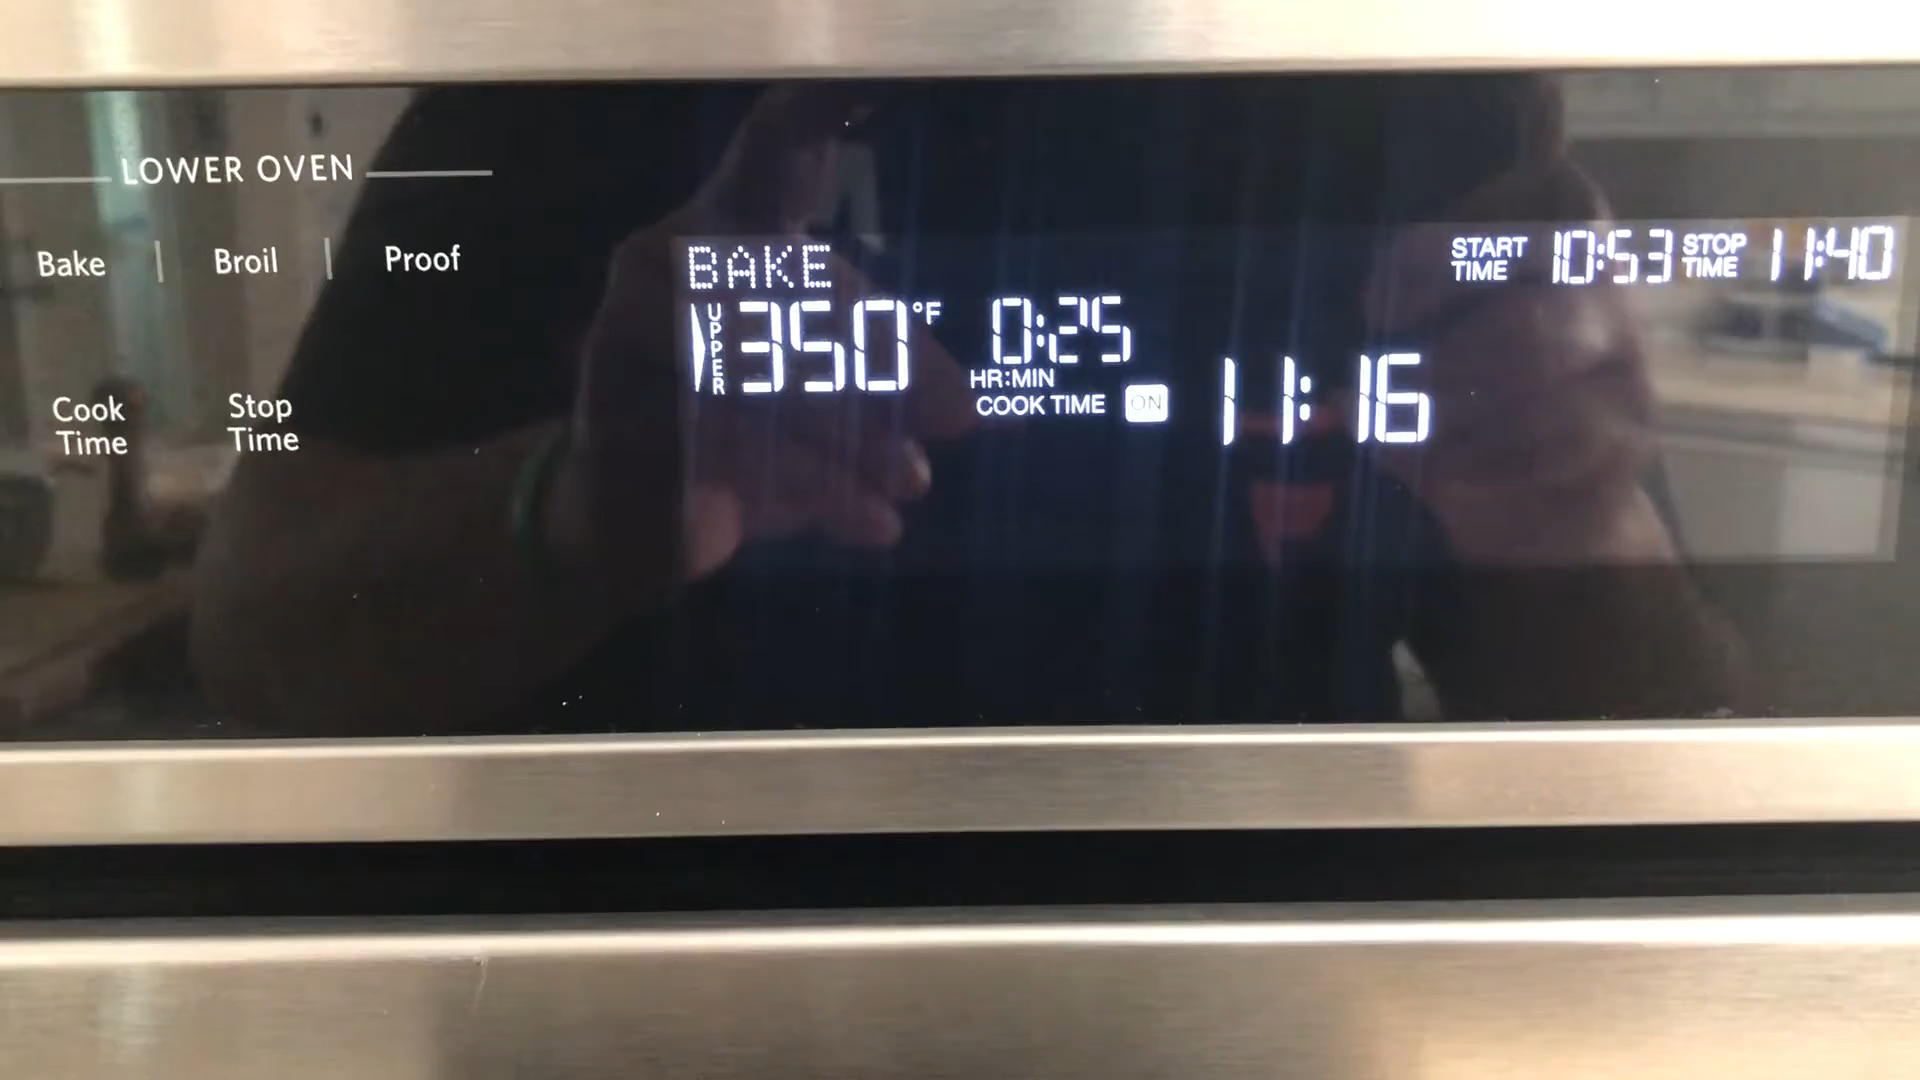 LOWER OVEN
Bake | Broil | Proof
Cook Time
Stop Time
BAKE
UPPER 350 °F
0:25
HR:MIN
COOK TIME ON
11:16
START TIME 10:53 STOP TIME 11:40